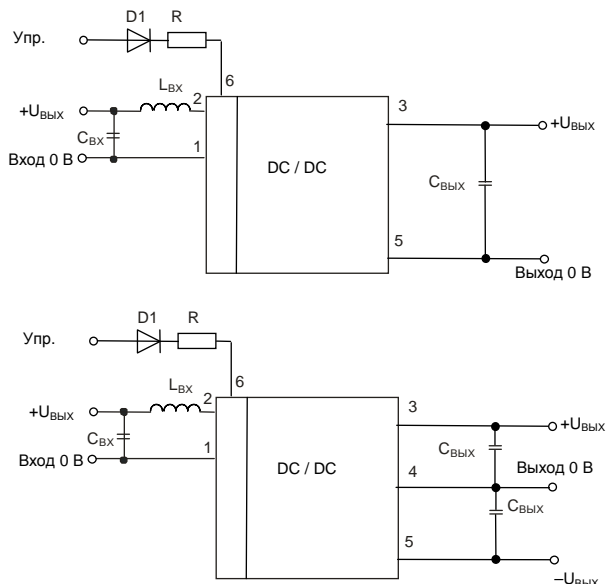 D1
R
Упр.
6
LВХ
+UВЫХ
2
3
+UВЫХ
CВХ
1
Вход 0 В
DC / DC
CВЫХ
5
Выход 0 В
D1
R
Упр.
6
LВХ
+UВЫХ
2
3
+UВЫХ
CВХ
CВЫХ
1
Вход 0 В
DC / DC
4
Выход 0 В
CВЫХ
5
–UВЫХ